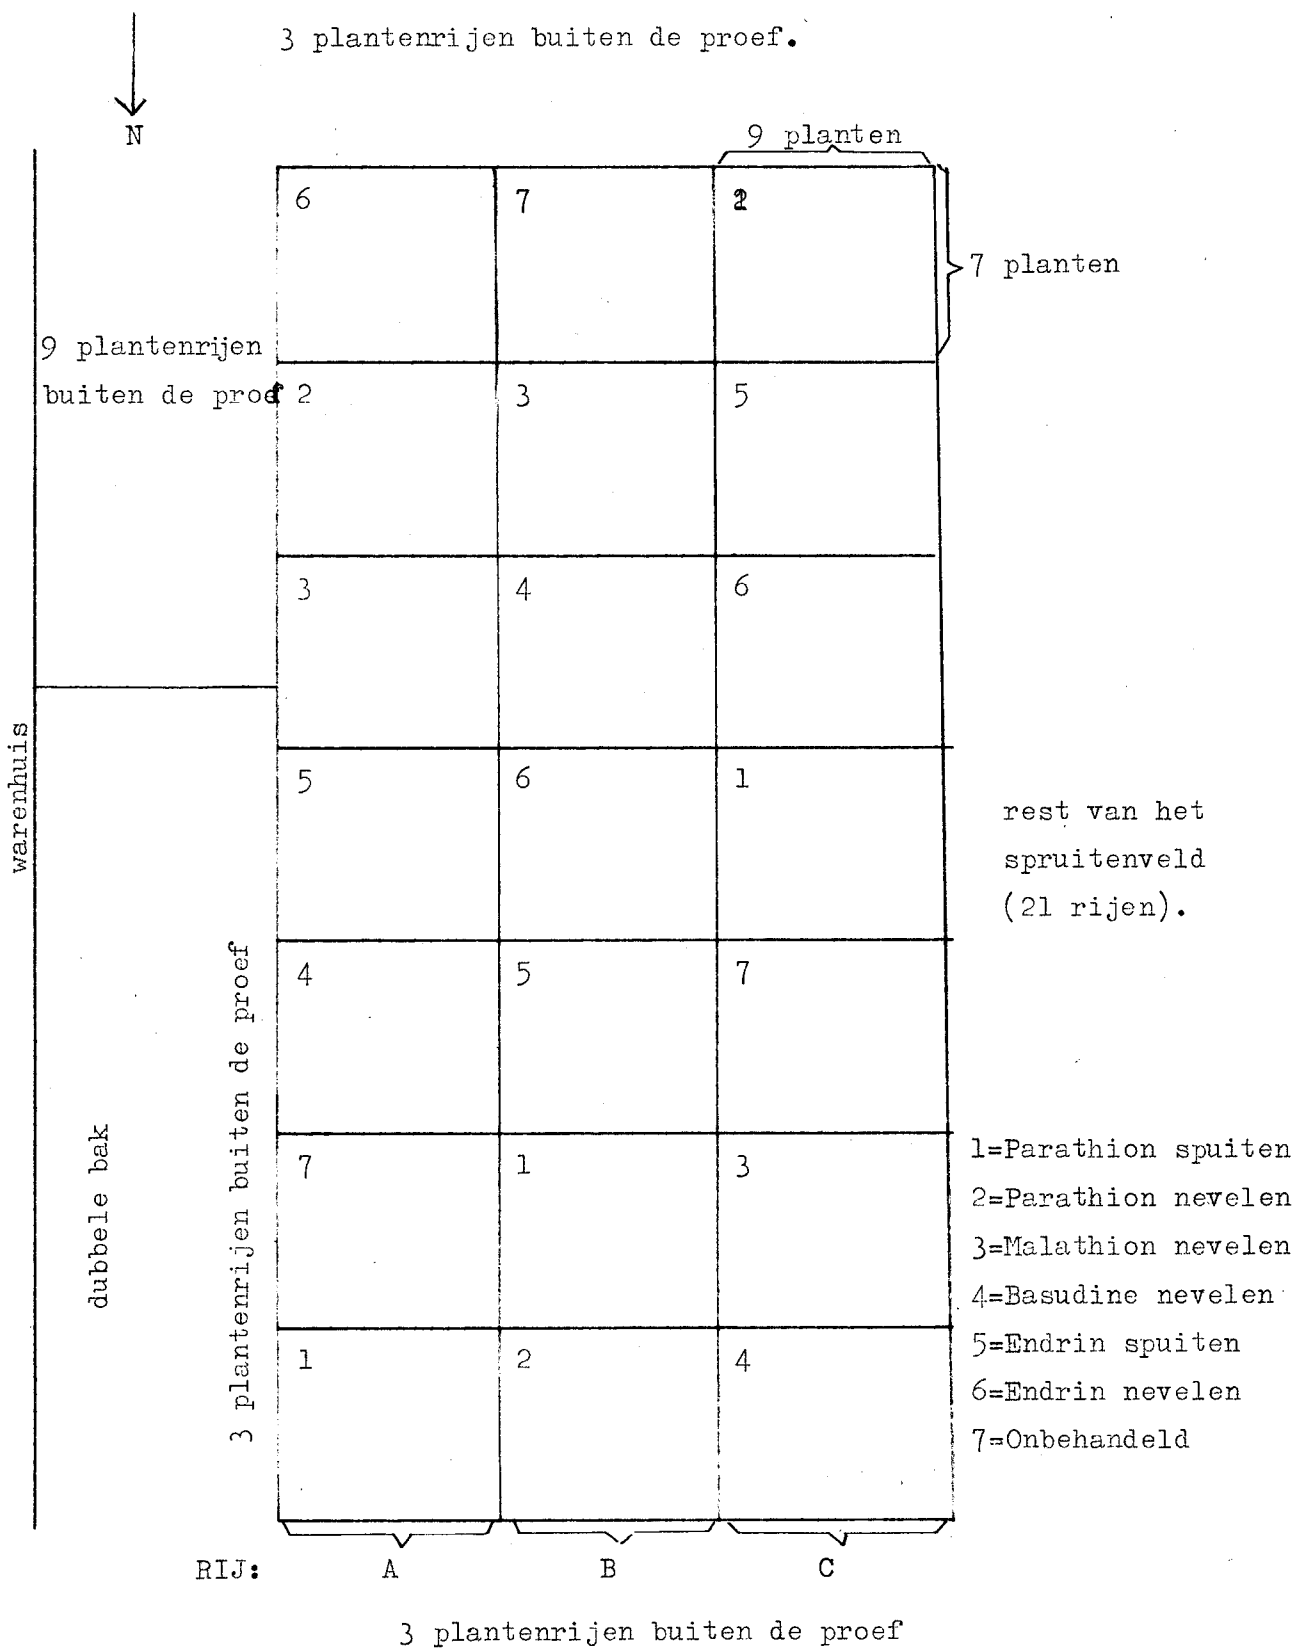 3 plantenrijen buiten de proef.
N
9 planten
6 7
7 planten
9 plantenrijen
buiten de proef
2 3 5
3 4 6
warenhuis
5 6 1
rest van het
spruitenveld
(21 rijen).
4 5 7
3 plantenrijen buiten de proef
dubbele bak
7 1 3
1=Parathion spuiten
2=Parathion nevelen
3=Malathion nevelen
4=Basudine nevelen
5=Endrin spuiten
6=Endrin nevelen
7=Onbehandeld
1 2 4
RIJ: A B C
3 plantenrijen buiten de proef